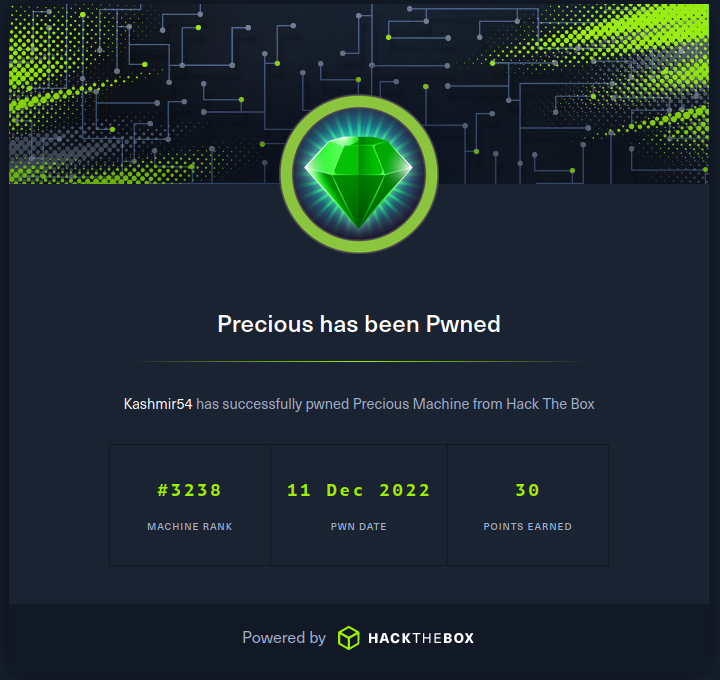 Precious has been Pwned
Kashmir54 has successfully pwned Precious Machine from Hack The Box
#3238 11 Dec 2022 30
MACHINE RANK PWN DATE POINTS EARNED
Powered by HACKTHEBOX